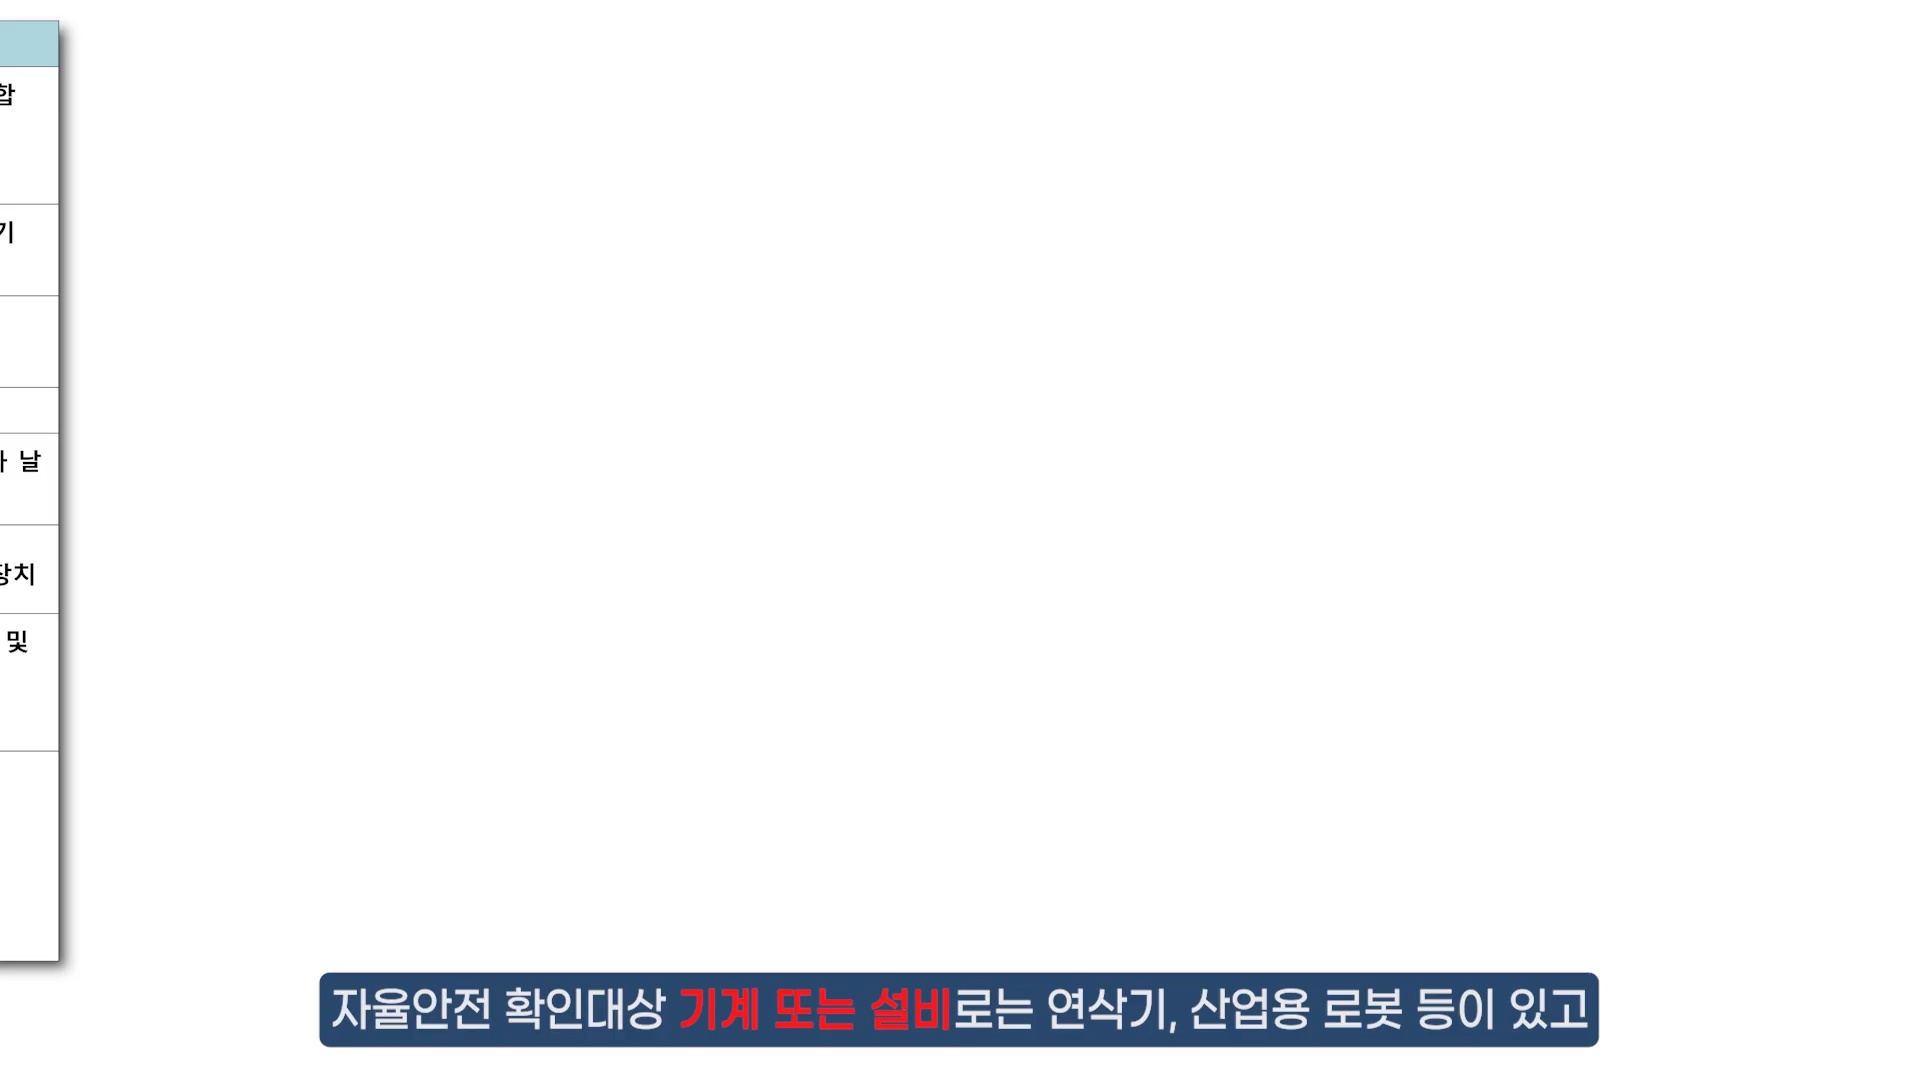 합
기
날
장치
및
자율안전 확인대상 기계 또는 설비로는 연삭기, 산업용 로봇 등이 있고